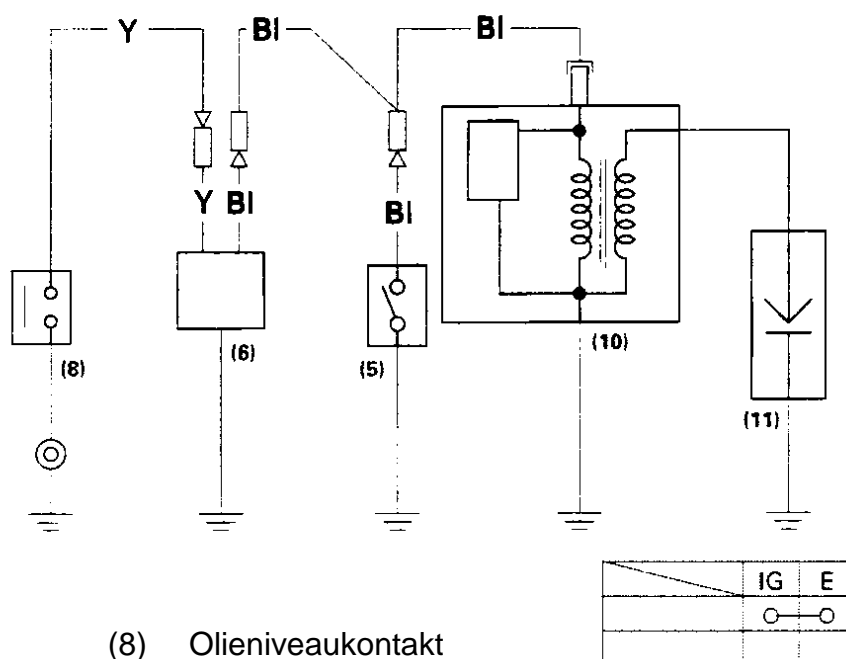 Y Bl Bl
Y Bl Bl
(8) (6) (5) (10) (11)
IG E
(8) Olieniveaukontakt